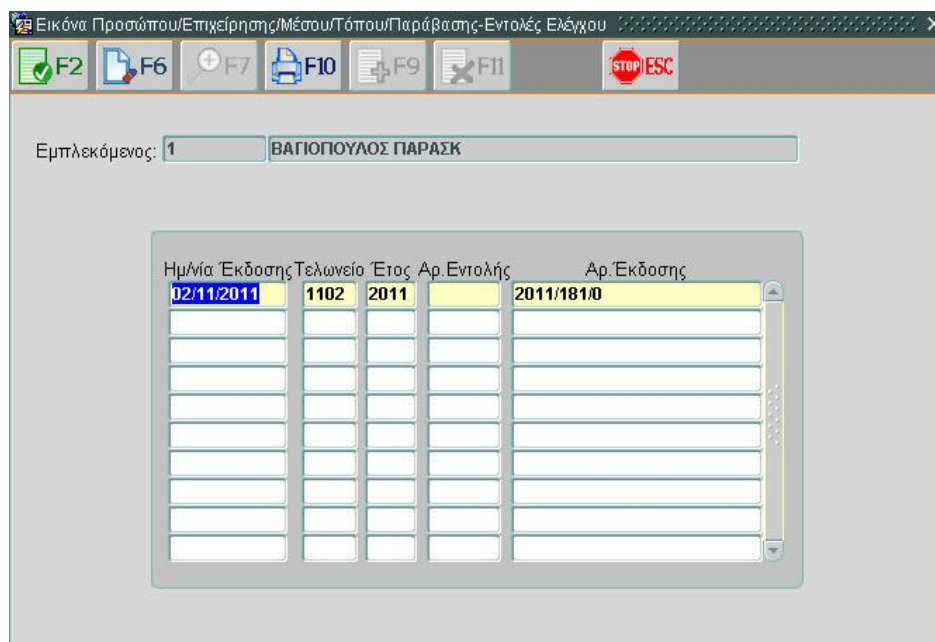 Εικόνα Προσώπου/Επιχείρησης/Μέσου/Τόπου/Παράβασης-Εντολές Ελέγχου
F2 F6 F7 F10 F9 F11 STOP ESC
Εμπλεκόμενος: 1 ΒΑΓΙΟΠΟΥΛΟΣ ΠΑΡΑΣΚ
Ημ/νία Έκδοσης Τελωνείο Έτος Αρ.Εντολής Αρ.Έκδοσης
02/11/2011 1102 2011 2011/181/0